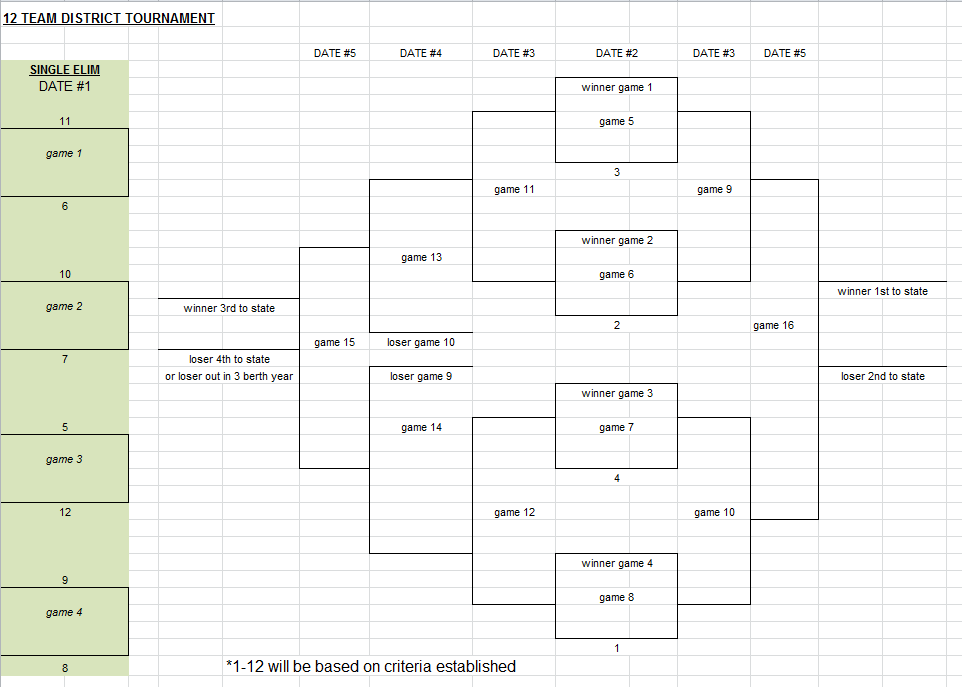 12 TEAM DISTRICT TOURNAMENT
DATE #5
DATE #4
DATE #3
DATE #2
DATE #3
DATE #5
SINGLE ELIM
DATE #1
11
game 1
6
10
game 2
7
5
game 3
12
9
game 4
8
winner 3rd to state
loser 4th to state
or loser out in 3 berth year
game 15
game 13
loser game 10
loser game 9
game 14
game 11
game 12
winner game 1
game 5
3
winner game 2
game 6
2
winner game 3
game 7
4
winner game 4
game 8
1
game 9
game 10
game 16
winner 1st to state
loser 2nd to state
*1-12 will be based on criteria established